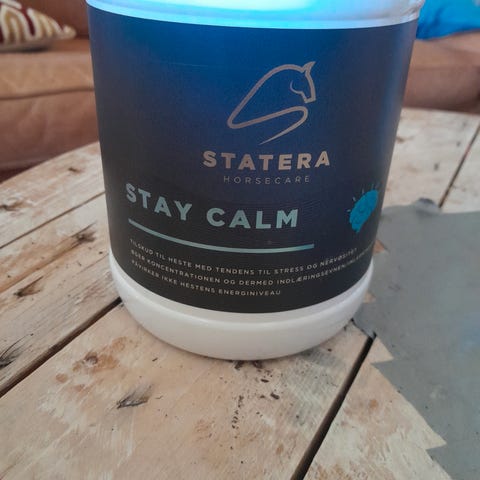 STATERA
HORSECARE
STAY CALM
TILSKUD TIL HESTE MED TENDENS TIL STRESS OG NERVØSITET
ØGER KONCENTRATIONEN OG DERMED
PÅVIRKER IKKE HESTENS ENERGINIVEAU